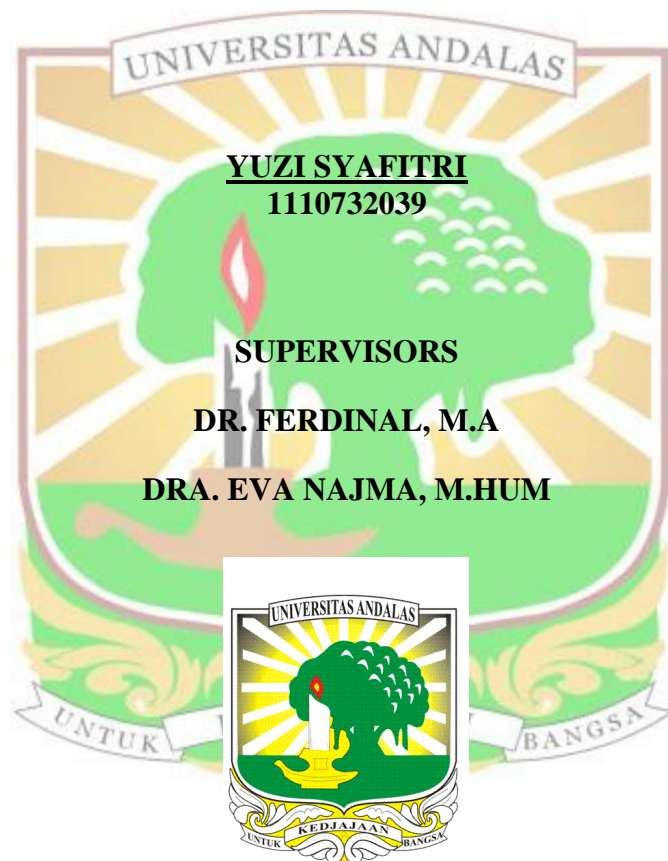 UNIVERSITAS ANDALAS
YUZI SYAFITRI
1110732039
SUPERVISORS
DR. FERDINAL, M.A
DRA. EVA NAJMA, M.HUM
UNIVERSITAS ANDALAS
UNTUK BANGSA
UNTUK KEDJAJAAN BANGSA